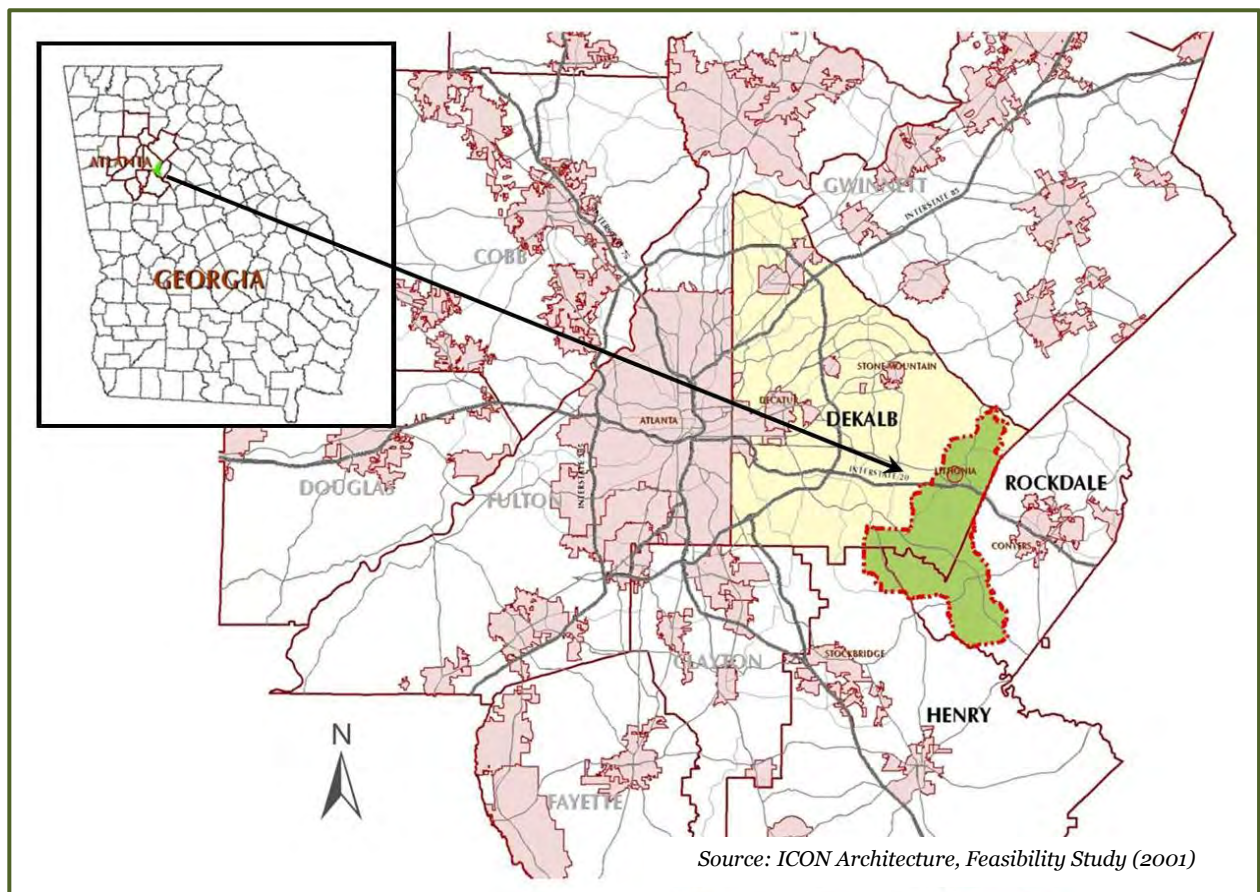 ATLANTA
GEORGIA
GWINNETT
INTERSTATE 85
COBB
STONE MOUNTAIN
DECATUR
DEKALB
ATLANTA
LITHONIA
INTERSTATE 20
ROCKDALE
DOUGLAS
FULTON
CONYERS
CLAYTON
STOCKBRIDGE
HENRY
N
FAYETTE
Source: ICON Architecture, Feasibility Study (2001)